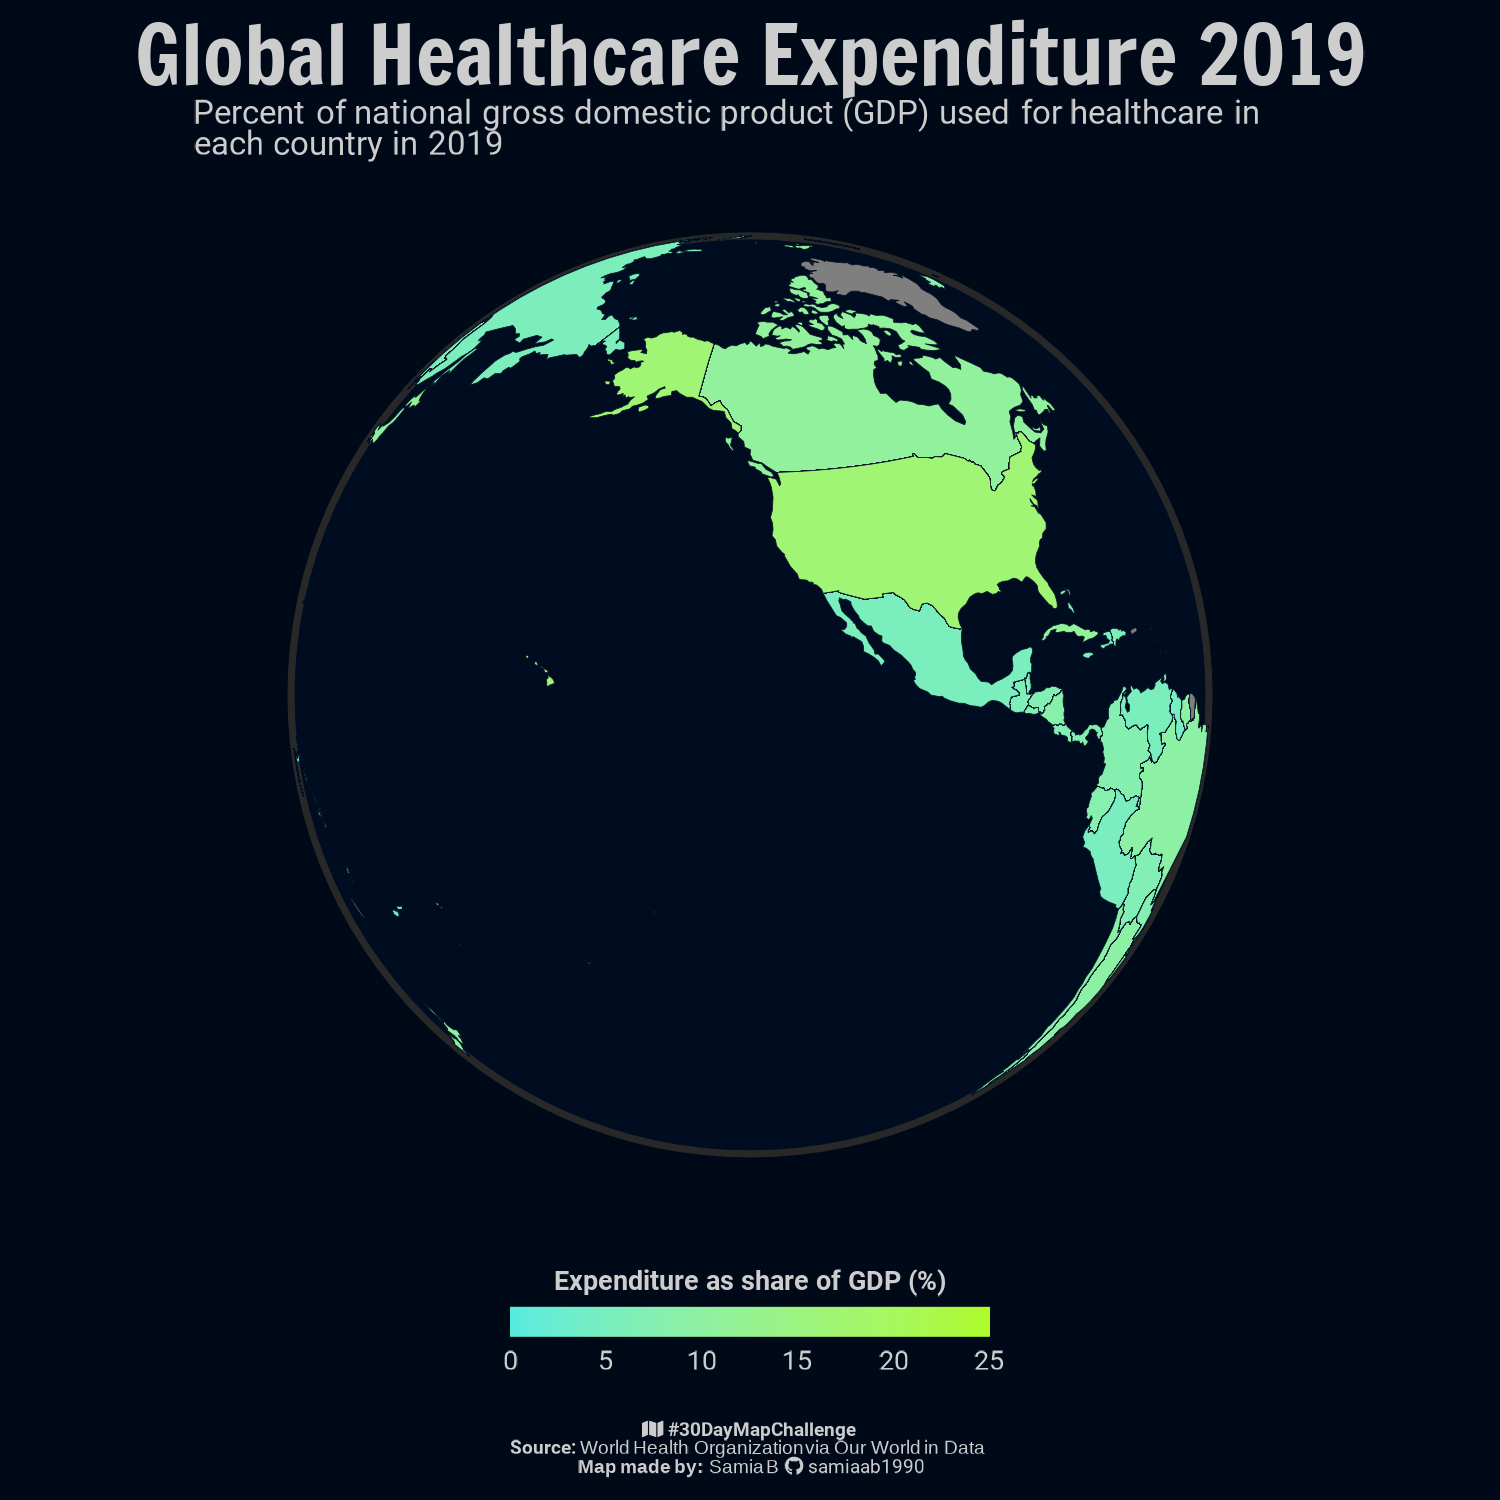 Global Healthcare Expenditure 2019
Percent of national gross domestic product (GDP) used for healthcare in
each country in 2019
Expenditure as share of GDP (%)
0 5 10 15 20 25
#30DayMapChallenge
Source: World Health Organization via Our World in Data
Map made by: Samia B samiaab1990